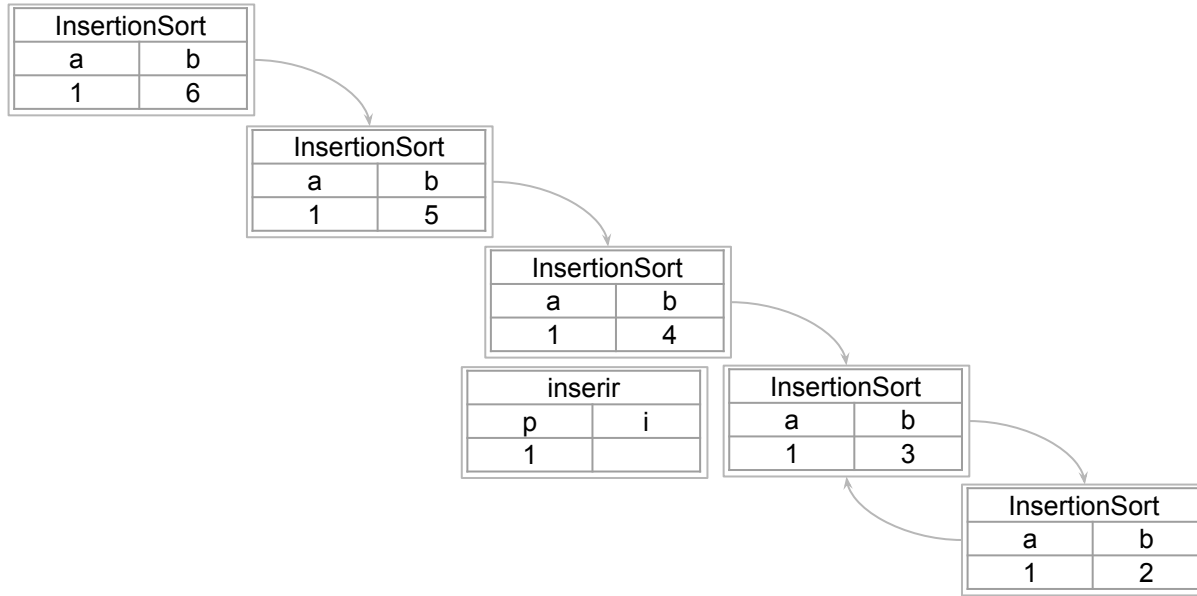 InsertionSort
a b
1 6
InsertionSort
a b
1 5
InsertionSort
a b
1 4
inserir
p i
1
InsertionSort
a b
1 3
InsertionSort
a b
1 2